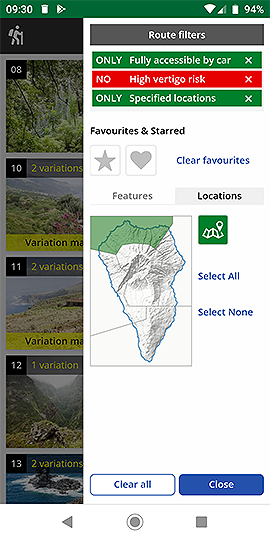 09:30
94%
Route filters
ONLY Fully accessible by car ×
NO High vertigo risk ×
ONLY Specified locations ×
Favourites & Starred
Clear favourites
Features
Locations
Select All
Select None
Clear all
Close
08
10
2 variations
Variation ma
11
2 variations
Variation ma
12
1 variation
13
2 variations